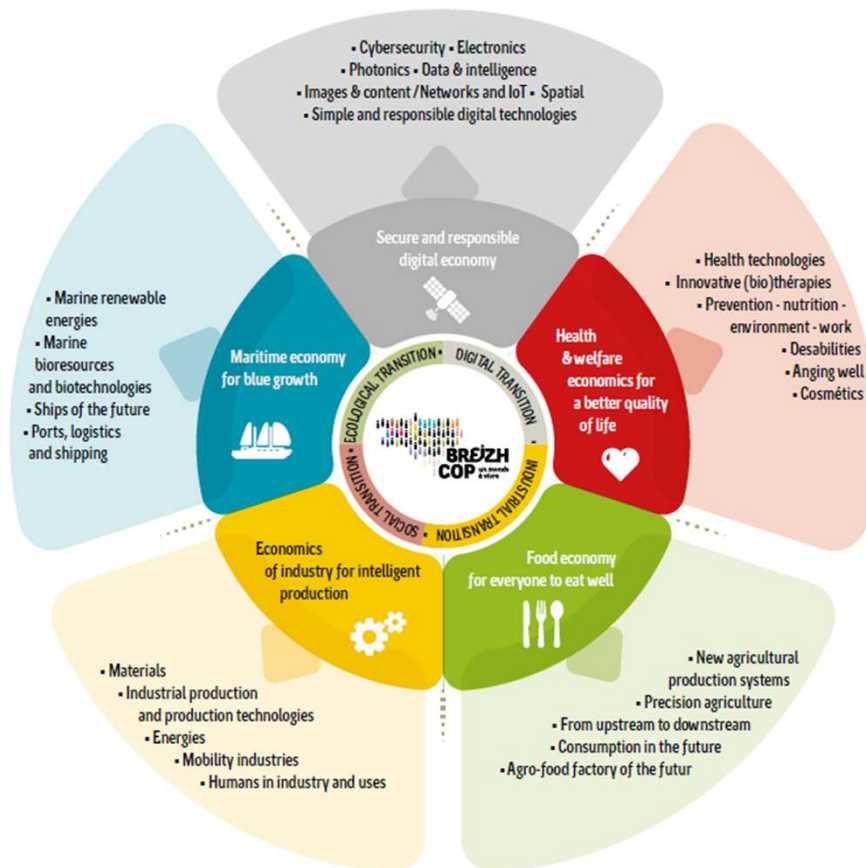 ▪ Cybersecurity ▪ Electronics
▪ Photonics ▪ Data & intelligence
▪ Images & content /Networks and IoT ▪ Spatial
▪ Simple and responsible digital technologies
Secure and responsible
digital economy
▪ Health technologies
▪ Innovative (bio)thérapies
▪ Prevention - nutrition -
environment - work
▪ Desabilities
▪ Anging well
▪ Cosmétics
Health
& welfare
economics for
a better quality
of life
▪ New agricultural
production systems
▪ Precision agriculture
▪ From upstream to downstream
▪ Consumption in the future
▪ Agro-food factory of the futur
Food economy
for everyone to eat well
Economics
of industry for intelligent
production
▪ Materials
▪ Industrial production
and production technologies
▪ Energies
▪ Mobility industries
▪ Humans in industry and uses
▪ Marine renewable
energies
▪ Marine
bioresources
and biotechnologies
▪ Ships of the future
▪ Ports, logistics
and shipping
Maritime economy
for blue growth
ECOLOGICAL TRANSITION ▪
DIGITAL TRANSITION ▪
INDUSTRIAL TRANSITION ▪
SOCIAL TRANSITION ▪
BREIZH
COP un monde
à vivre